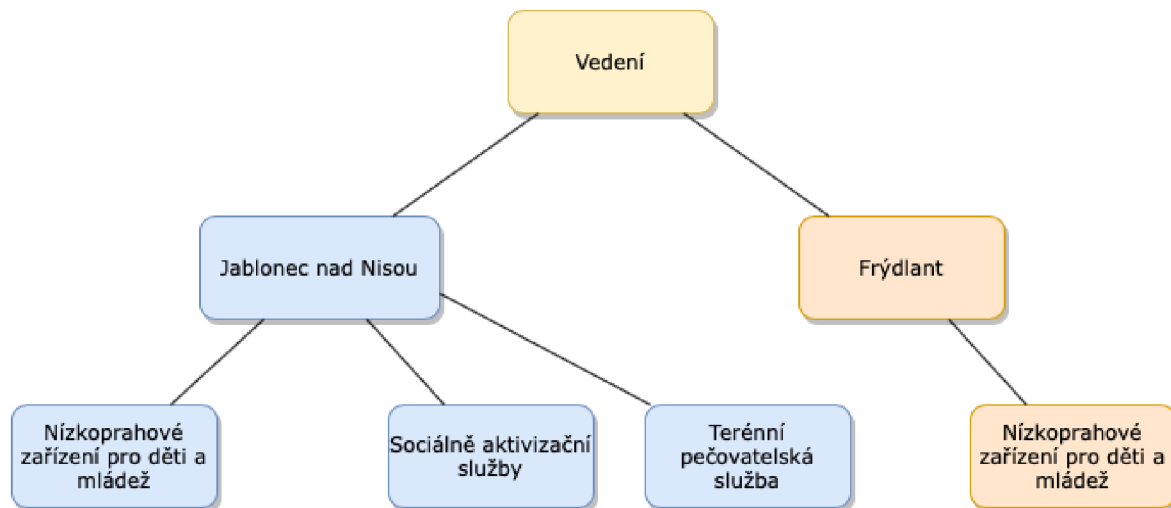 Vedení
Jablonec nad Nisou
Frýdlant
Nízkoprahové
zařízení pro děti a
mládež
Sociálně aktivizační
služby
Terénní
pečovatelská
služba
Nízkoprahové
zařízení pro děti a
mládež